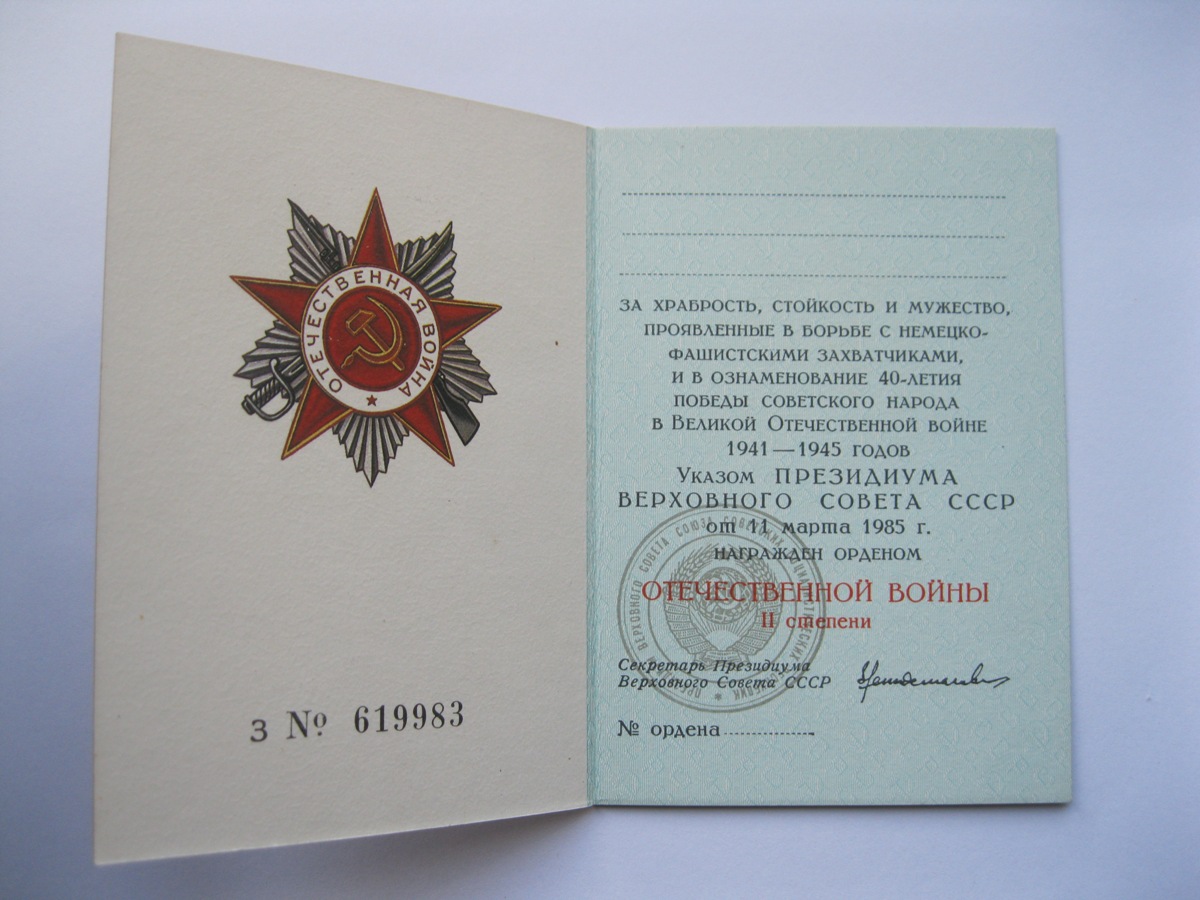 ОТЕЧЕСТВЕННАЯ ВОЙНА
З № 619983
ЗА ХРАБРОСТЬ, СТОЙКОСТЬ И МУЖЕСТВО,
ПРОЯВЛЕННЫЕ В БОРЬБЕ С НЕМЕЦКО-
ФАШИСТСКИМИ ЗАХВАТЧИКАМИ,
И В ОЗНАМЕНОВАНИЕ 40-ЛЕТИЯ
ПОБЕДЫ СОВЕТСКОГО НАРОДА
В ВЕЛИКОЙ ОТЕЧЕСТВЕННОЙ ВОЙНЕ
1941—1945 ГОДОВ
УКАЗОМ ПРЕЗИДИУМА
ВЕРХОВНОГО СОВЕТА СССР
от 11 марта 1985 г.
НАГРАЖДЕН ОРДЕНОМ
ОТЕЧЕСТВЕННОЙ ВОЙНЫ
II степени
Секретарь Президиума
Верховного Совета СССР
№ ордена